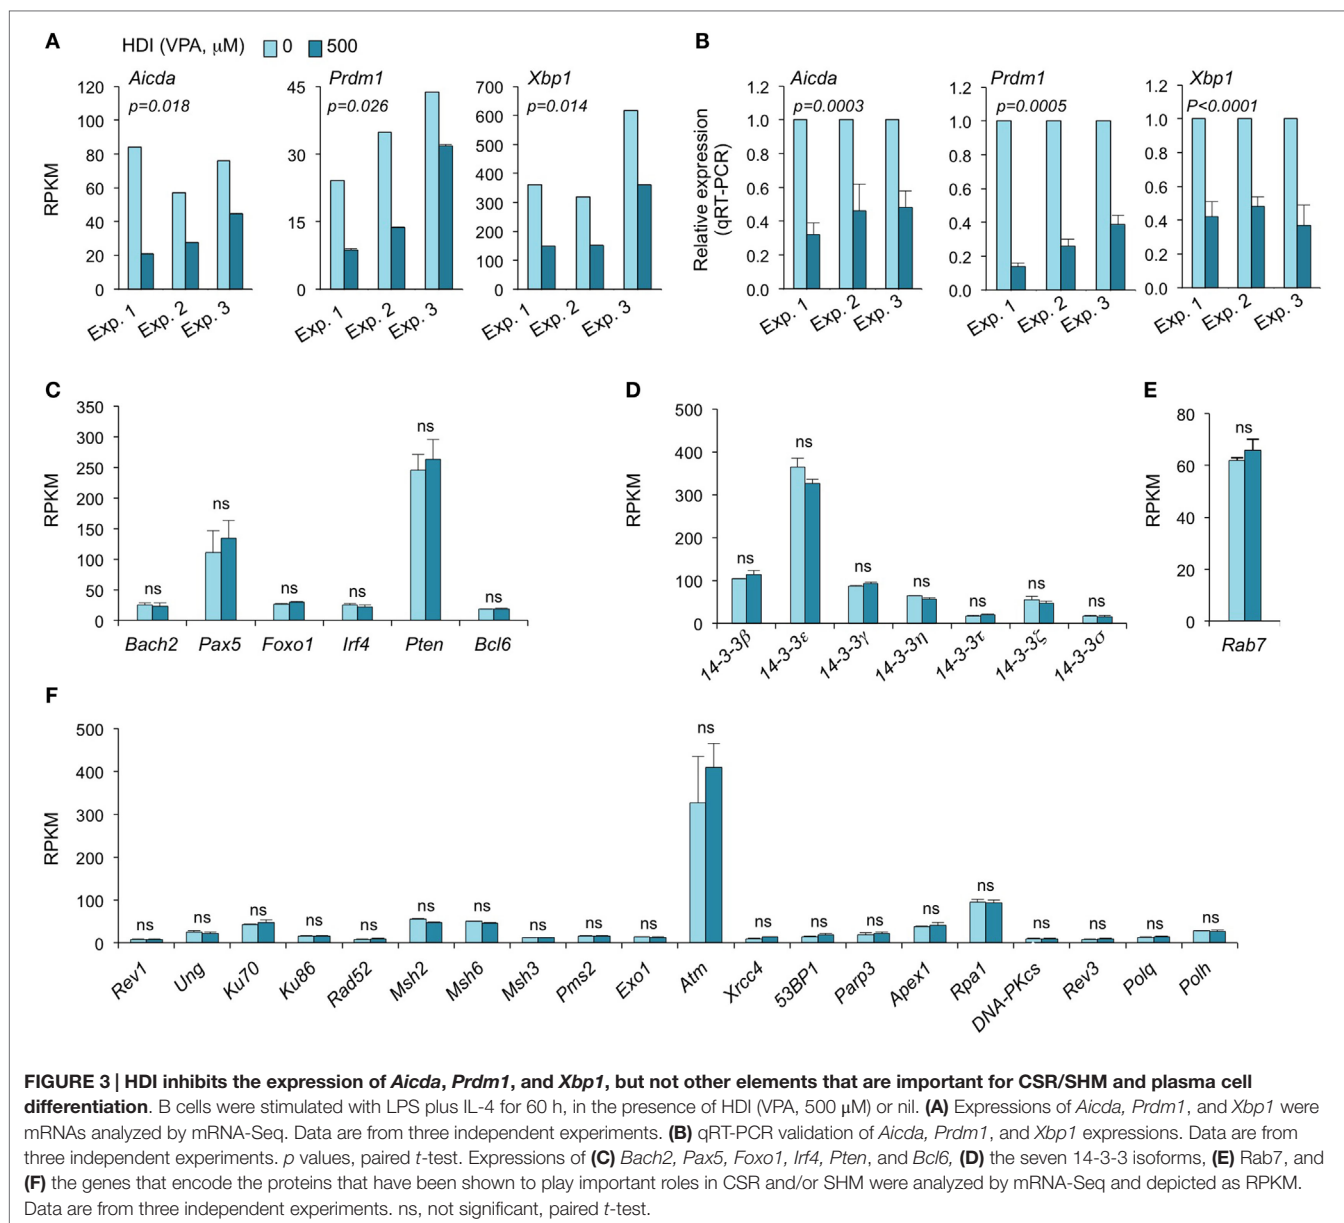 A
HDI (VPA, μM) 0 500
Aicda
p=0.018
RPKM
120
100
80
60
40
20
0
Exp. 1 Exp. 2 Exp. 3
Prdm1
p=0.026
45
30
15
0
Exp. 1 Exp. 2 Exp. 3
Xbp1
p=0.014
700
600
500
400
300
200
100
0
Exp. 1 Exp. 2 Exp. 3
B
Relative expression
(qRT-PCR)
Aicda
p=0.0003
1.2
1.0
0.8
0.6
0.4
0.2
0.0
Exp. 1 Exp. 2 Exp. 3
Prdm1
p=0.0005
1.2
1.0
0.8
0.6
0.4
0.2
0.0
Exp. 1 Exp. 2 Exp. 3
Xbp1
P<0.0001
1.2
1.0
0.8
0.6
0.4
0.2
0.0
Exp. 1 Exp. 2 Exp. 3
C
RPKM
350
300
250
200
150
100
50
0
ns ns ns ns ns ns
Bach2 Pax5 Foxo1 Irf4 Pten Bcl6
D
RPKM
500
400
300
200
100
0
ns ns ns ns ns ns ns
14-3-3β 14-3-3ε 14-3-3γ 14-3-3η 14-3-3τ 14-3-3ζ 14-3-3σ
E
RPKM
80
60
40
20
0
ns
Rab7
F
RPKM
500
400
300
200
100
0
ns ns ns ns ns ns ns ns ns ns ns ns ns ns ns ns ns ns ns ns
Rev1 Ung Ku70 Ku86 Rad52 Msh2 Msh6 Msh3 Pms2 Exo1 Atm Xrcc4 53BP1 Parp3 Apex1 Rpa1 DNA-PKcs Rev3 Polq Polh
FIGURE 3 | HDI inhibits the expression of Aicda, Prdm1, and Xbp1, but not other elements that are important for CSR/SHM and plasma cell
differentiation. B cells were stimulated with LPS plus IL-4 for 60 h, in the presence of HDI (VPA, 500 μM) or nil. (A) Expressions of Aicda, Prdm1, and Xbp1 were
mRNAs analyzed by mRNA-Seq. Data are from three independent experiments. (B) qRT-PCR validation of Aicda, Prdm1, and Xbp1 expressions. Data are from
three independent experiments. p values, paired t-test. Expressions of (C) Bach2, Pax5, Foxo1, Irf4, Pten, and Bcl6, (D) the seven 14-3-3 isoforms, (E) Rab7, and
(F) the genes that encode the proteins that have been shown to play important roles in CSR and/or SHM were analyzed by mRNA-Seq and depicted as RPKM.
Data are from three independent experiments. ns, not significant, paired t-test.